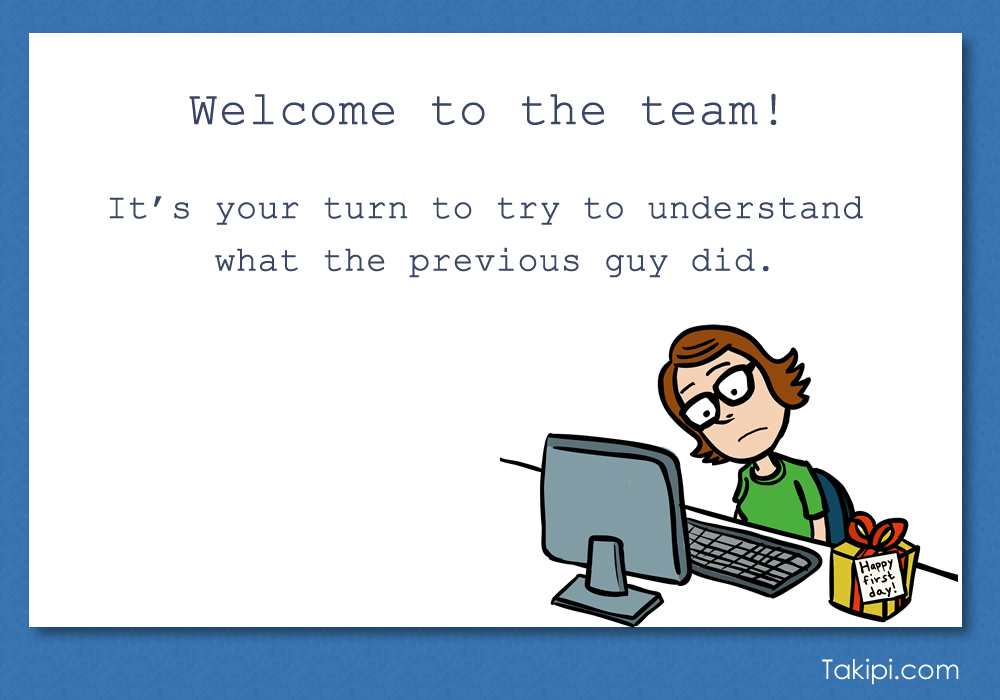 Welcome to the team!
It’s your turn to try to understand
what the previous guy did.
Happy
first
day!
Takipi.com